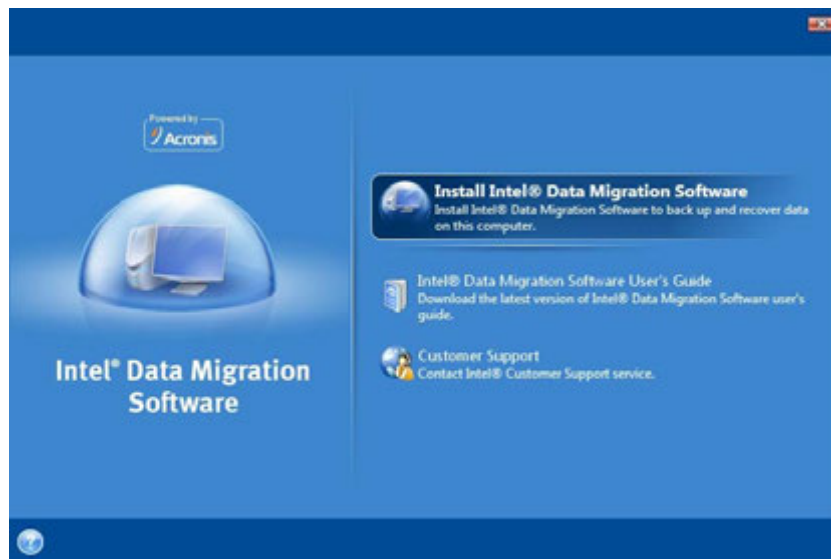 Powered by
Acronis
Intel® Data Migration
Software
Install Intel® Data Migration Software
Install Intel® Data Migration Software to back up and recover data
on this computer.
Intel® Data Migration Software User's Guide
Download the latest version of Intel® Data Migration Software user's
guide.
Customer Support
Contact Intel® Customer Support service.
?